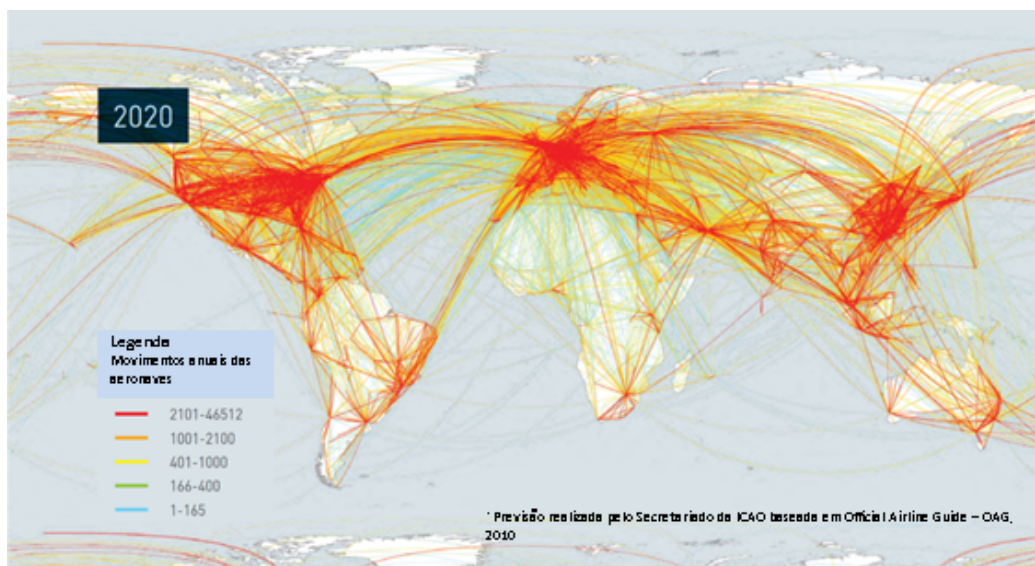 2020
Legenda
Movimentos anuais das
aeronaves
2101-46512
1001-2100
401-1000
166-400
1-165
* Previsão realizada pelo Secretariado da ICAO baseada em Official Airline Guide – OAG,
2010